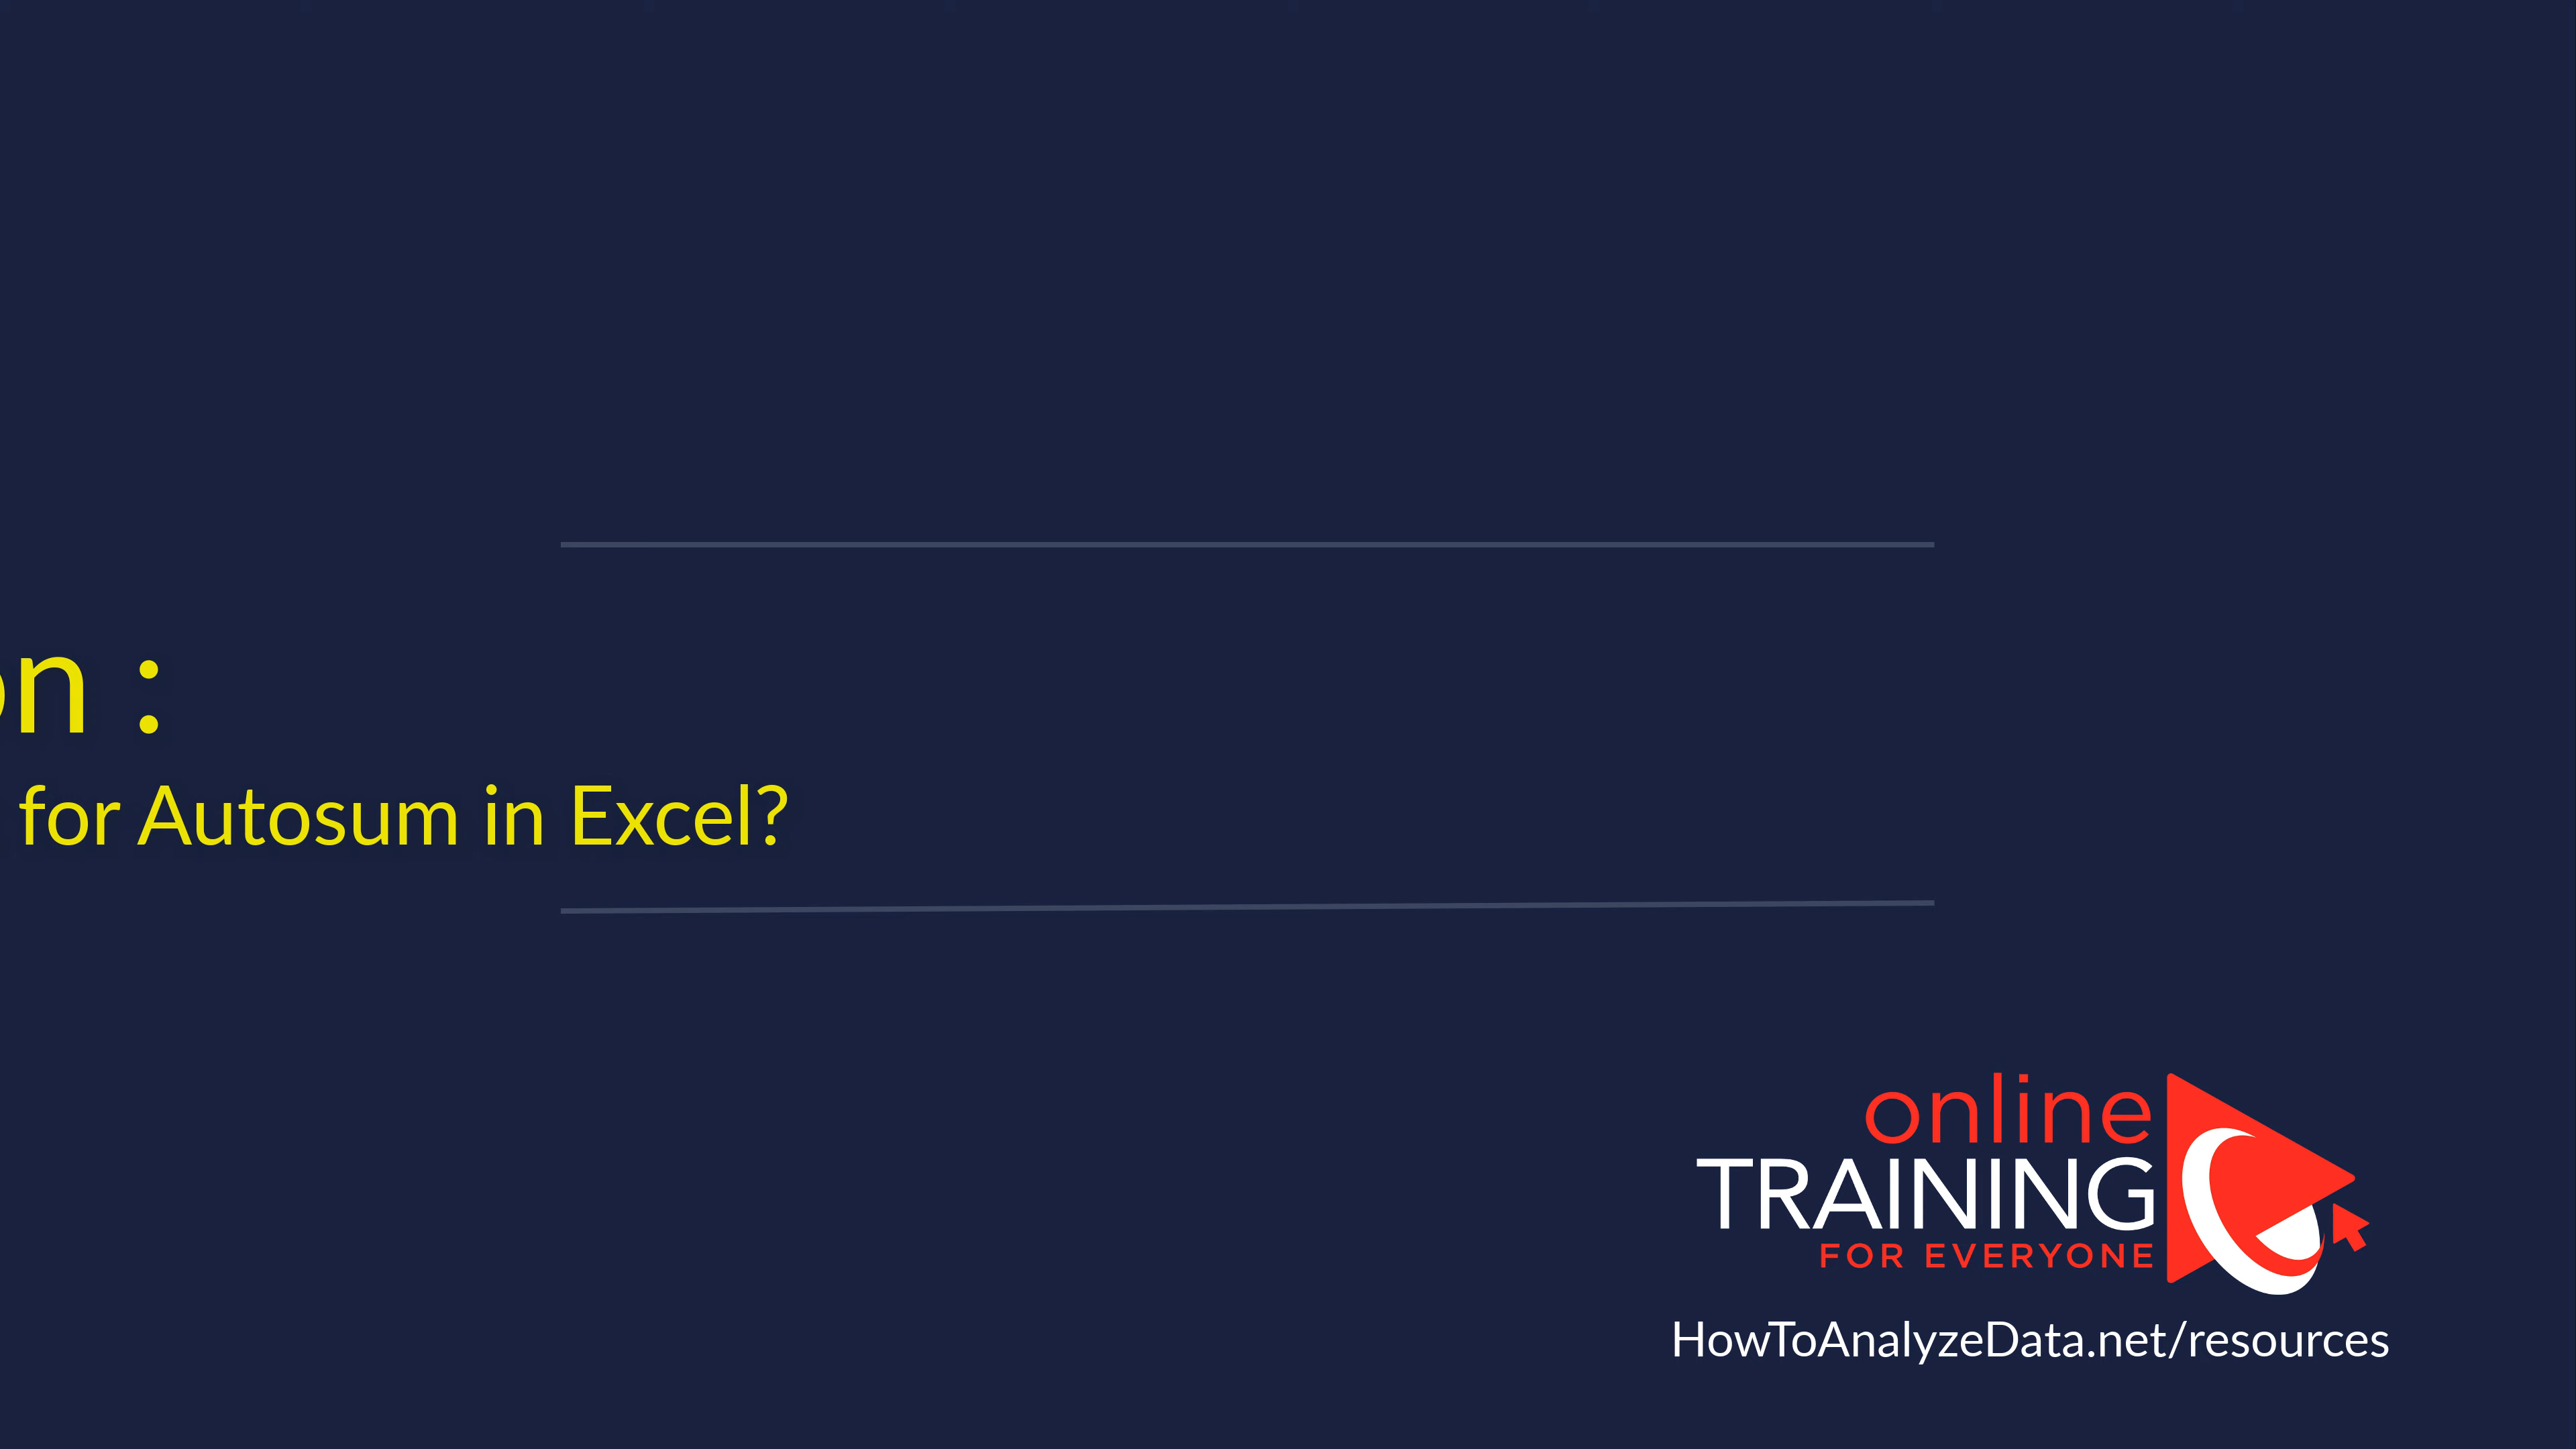 on :
for Autosum in Excel?
online
TRAINING
FOR EVERYONE
HowToAnalyzeData.net/resources